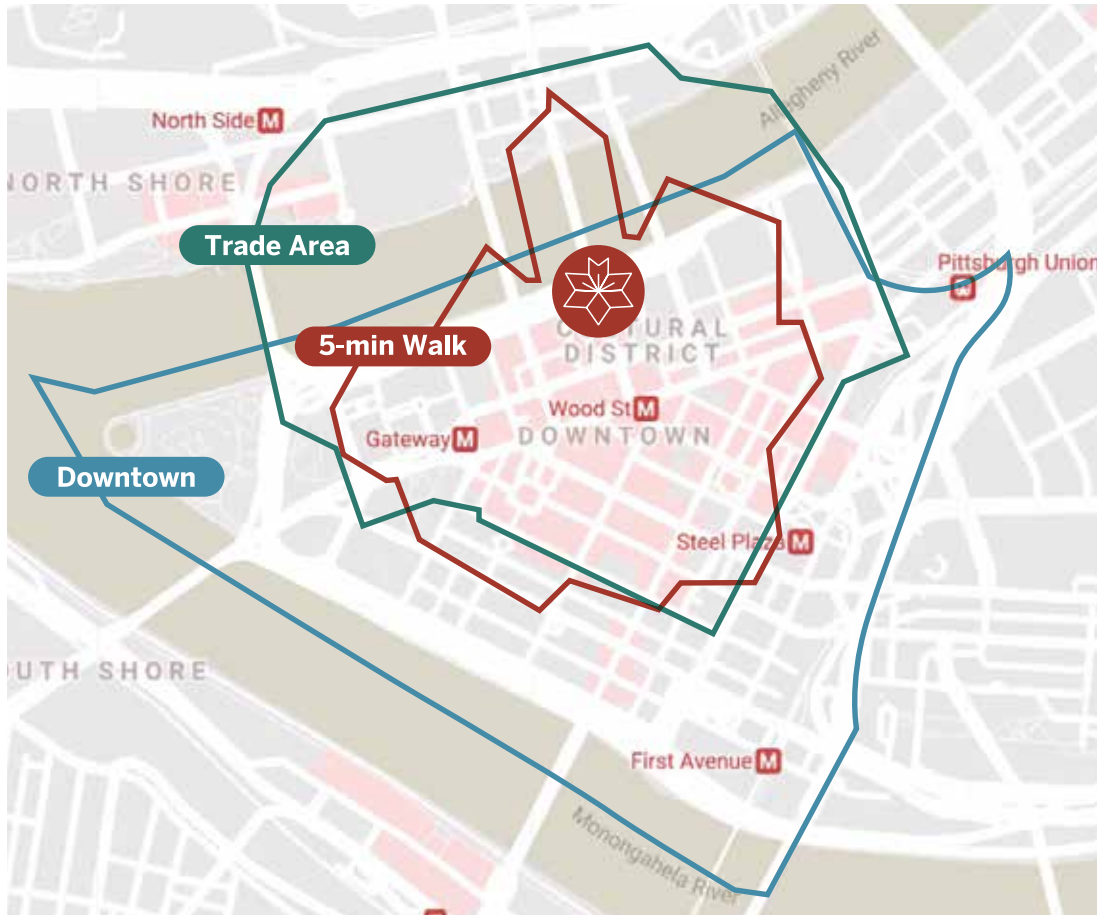 Allegheny River
North Side M
NORTH SHORE
Trade Area
Pittsburgh Union
5-min Walk
CULTURAL
DISTRICT
Wood St M
Gateway M
DOWNTOWN
Downtown
Steel Plaza M
OUTH SHORE
First Avenue M
Monongahela River